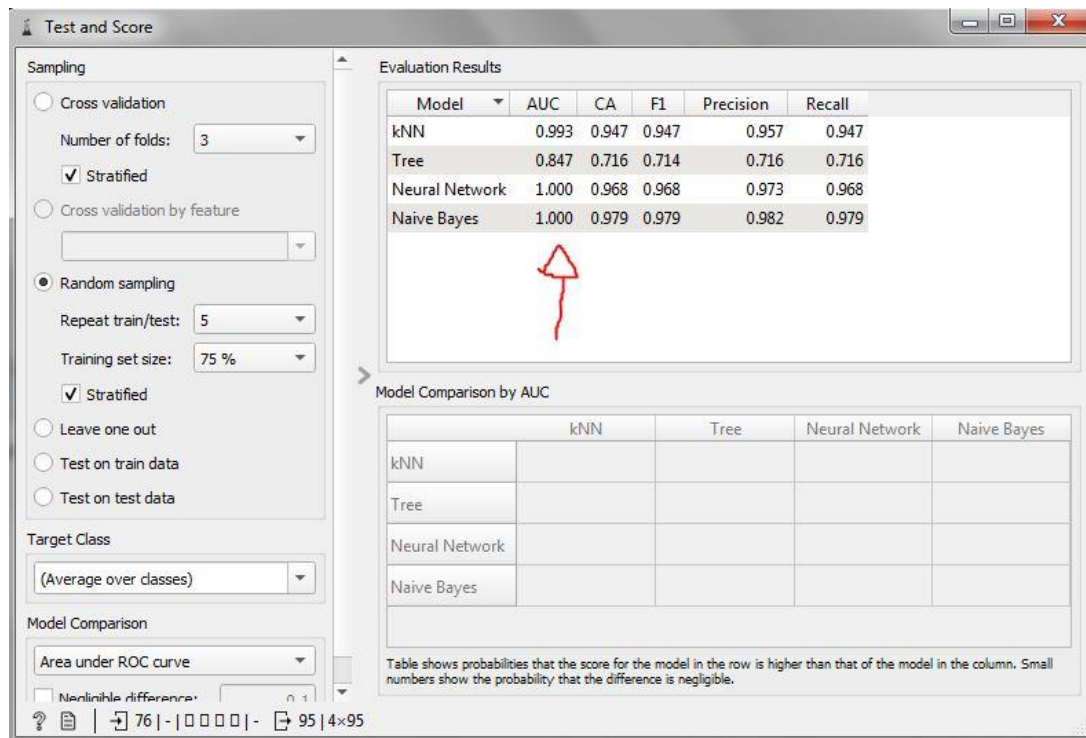 Test and Score
Sampling
Cross validation
Number of folds: 3
Stratified
Cross validation by feature
Random sampling
Repeat train/test: 5
Training set size: 75 %
Stratified
Leave one out
Test on train data
Test on test data
Target Class
(Average over classes)
Model Comparison
Area under ROC curve
Negligible difference: 0.1
Evaluation Results
Model AUC CA F1 Precision Recall
kNN 0.993 0.947 0.947 0.957 0.947
Tree 0.847 0.716 0.714 0.716 0.716
Neural Network 1.000 0.968 0.968 0.973 0.968
Naive Bayes 1.000 0.979 0.979 0.982 0.979
Model Comparison by AUC
kNN Tree Neural Network Naive Bayes
kNN
Tree
Neural Network
Naive Bayes
Table shows probabilities that the score for the model in the row is higher than that of the model in the column. Small
numbers show the probability that the difference is negligible.
? 76 | - | □ □ □ □ | - 95 | 4×95